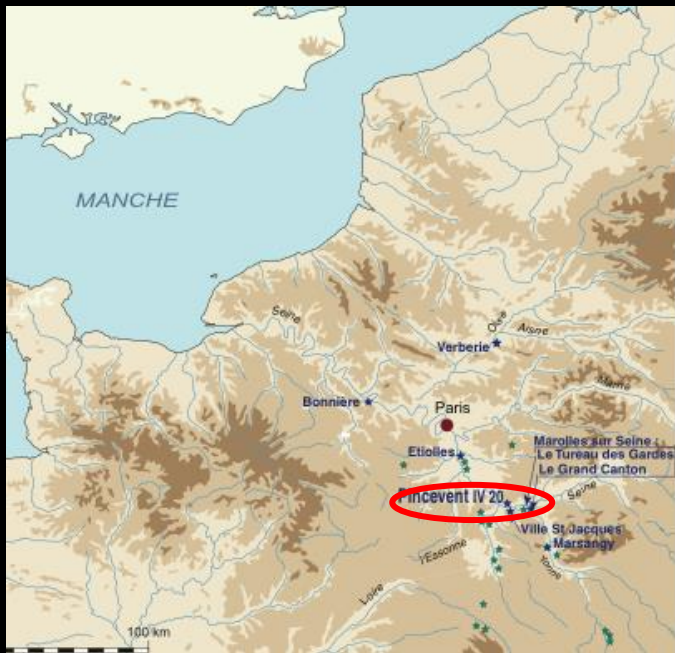 MANCHE
Seine
Oise
Aisne
Verberie
Marne
Bonnière
Paris
Etiolles
Marolles sur Seine :
Le Tureau des Gardes
Le Grand Canton
Pincevent IV 20
Seine
Ville St Jacques
Marsangy
l'Essonne
Yonne
Loire
100 km